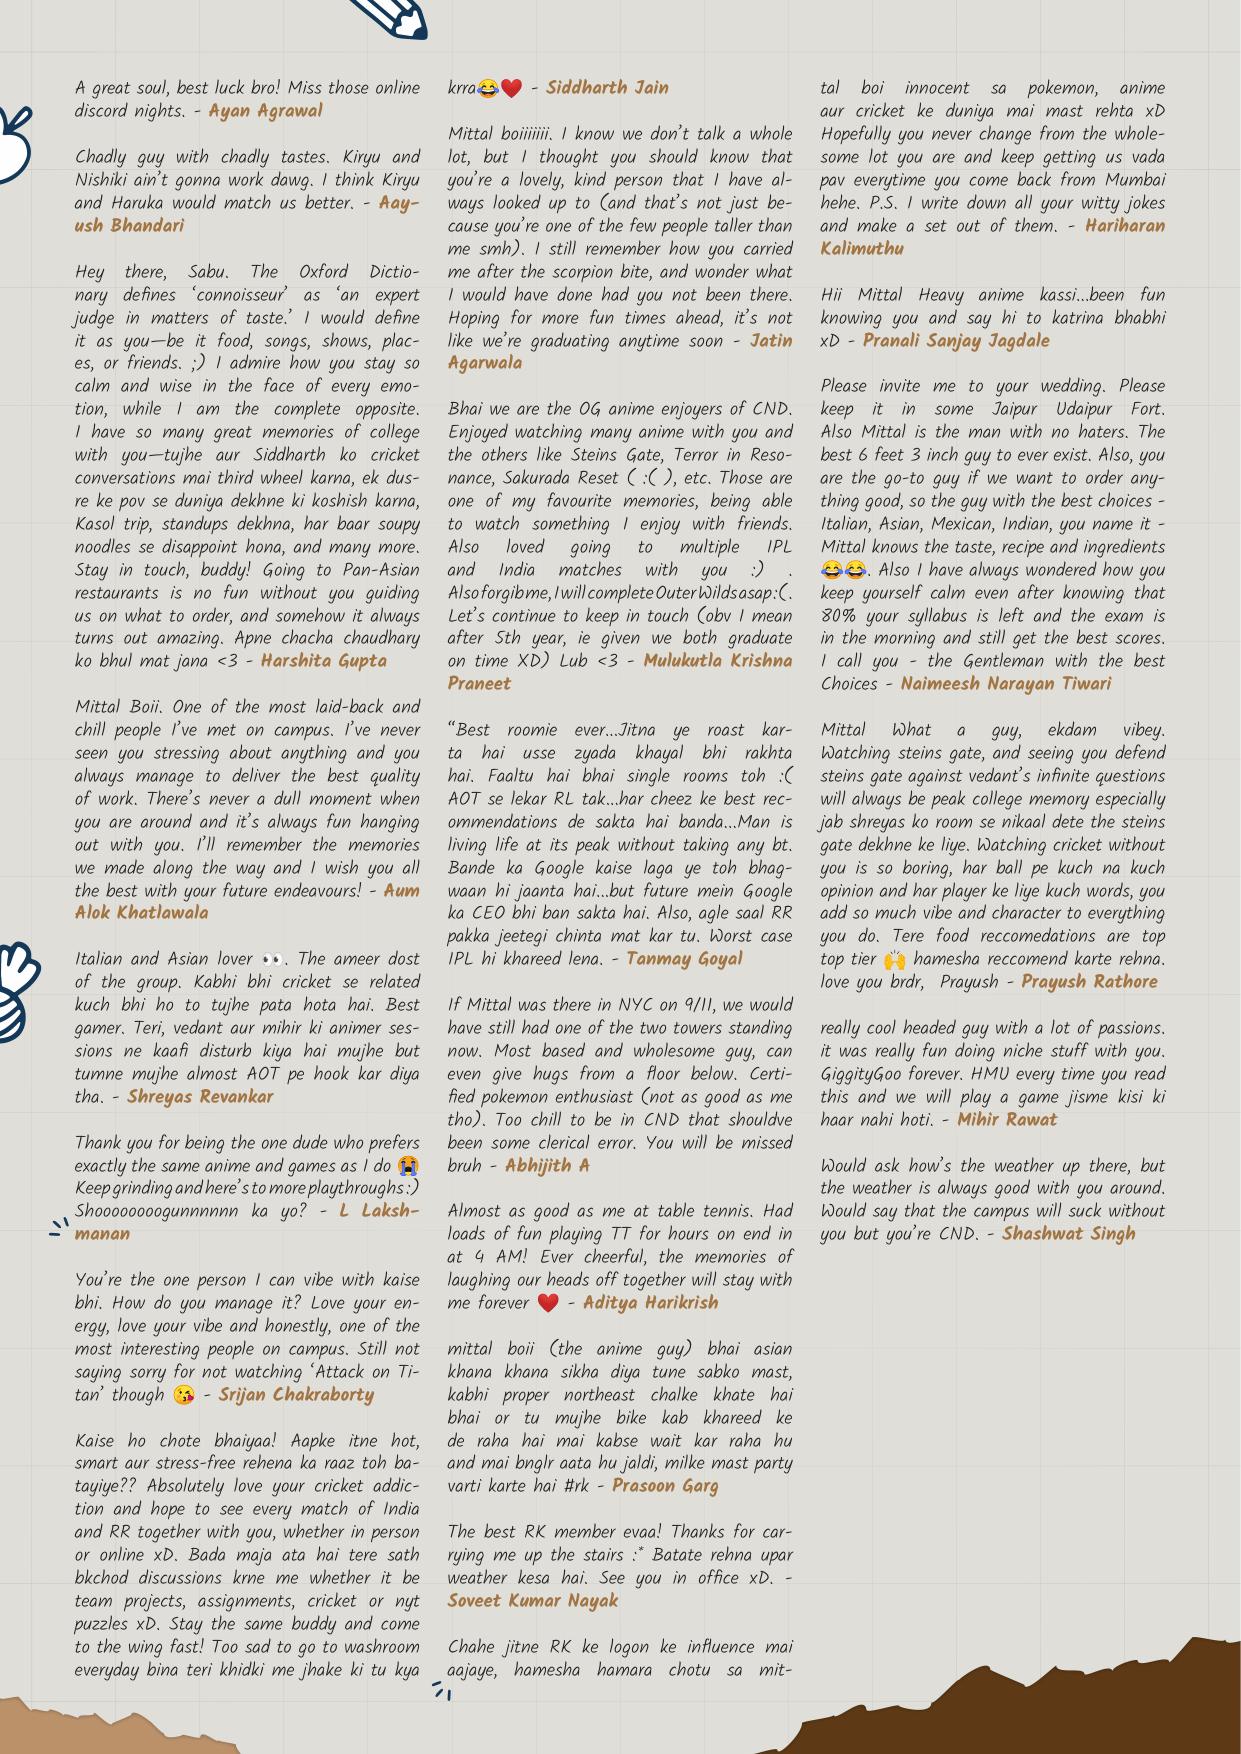 A great soul, best luck bro! Miss those online
discord nights. - Ayan Agrawal
Chadly guy with chadly tastes. Kiryu and
Nishiki ain't gonna work dawg. I think Kiryu
and Haruka would match us better. - Aay-
ush Bhandari
Hey there, Sabu. The Oxford Dictio-
nary defines ‘connoisseur’ as ‘an expert
judge in matters of taste.’ I would define
it as you—be it food, songs, shows, plac-
es, or friends. ;) I admire how you stay so
calm and wise in the face of every emo-
tion, while I am the complete opposite.
I have so many great memories of college
with you—tujhe aur Siddharth ko cricket
conversations mai third wheel karna, ek dus-
re ke pov se duniya dekhne ki koshish karna,
Kasol trip, standups dekhna, har baar soupy
noodles se disappoint hona, and many more.
Stay in touch, buddy! Going to Pan-Asian
restaurants is no fun without you guiding
us on what to order, and somehow it always
turns out amazing. Apne chacha chaudhary
ko bhul mat jana <3 - Harshita Gupta
Mittal Boii. One of the most laid-back and
chill people I’ve met on campus. I’ve never
seen you stressing about anything and you
always manage to deliver the best quality
of work. There’s never a dull moment when
you are around and it’s always fun hanging
out with you. I’ll remember the memories
we made along the way and I wish you all
the best with your future endeavours! - Aum
Alok Khatlawala
Italian and Asian lover 👀. The ameer dost
of the group. Kabhi bhi cricket se related
kuch bhi ho to tujhe pata hota hai. Best
gamer. Teri, vedant aur mihir ki animer ses-
sions ne kaafi disturb kiya hai mujhe but
tumne mujhe almost AOT pe hook kar diya
tha. - Shreyas Revankar
Thank you for being the one dude who prefers
exactly the same anime and games as I do 😭
Keep grinding and here’s to more playthroughs :)
Shooooooooogunnnnnn ka yo? - L Laksh-
manan
You’re the one person I can vibe with kaise
bhi. How do you manage it? Love your en-
ergy, love your vibe and honestly, one of the
most interesting people on campus. Still not
saying sorry for not watching ‘Attack on Ti-
tan’ though 😘 - Srijan Chakraborty
Kaise ho chote bhaiyaa! Aapke itne hot,
smart aur stress-free rehena ka raaz toh ba-
tayiye?? Absolutely love your cricket addic-
tion and hope to see every match of India
and RR together with you, whether in person
or online xD. Bada maja ata hai tere sath
bkchod discussions krne me whether it be
team projects, assignments, cricket or nyt
puzzles xD. Stay the same buddy and come
to the wing fast! Too sad to go to washroom
everyday bina teri khidki me jhake ki tu kya
krra😂❤️ - Siddharth Jain
Mittal boiiiiiii. I know we don’t talk a whole
lot, but I thought you should know that
you’re a lovely, kind person that I have al-
ways looked up to (and that’s not just be-
cause you’re one of the few people taller than
me smh). I still remember how you carried
me after the scorpion bite, and wonder what
I would have done had you not been there.
Hoping for more fun times ahead, it’s not
like we’re graduating anytime soon - Jatin
Agarwala
Bhai we are the OG anime enjoyers of CND.
Enjoyed watching many anime with you and
the others like Steins Gate, Terror in Reso-
nance, Sakurada Reset ( :( ), etc. Those are
one of my favourite memories, being able
to watch something I enjoy with friends.
Also loved going to multiple IPL
and India matches with you :) .
Also forgib me, I will complete Outer Wilds asap :(.
Let’s continue to keep in touch (obv I mean
after 5th year, ie given we both graduate
on time XD) Lub <3 - Mulukutla Krishna
Praneet
“Best roomie ever...Jitna ye roast kar-
ta hai usse zyada khayal bhi rakhta
hai. Faaltu hai bhai single rooms toh :(
AOT se lekar RL tak...har cheez ke best rec-
ommendations de sakta hai banda...Man is
living life at its peak without taking any bt.
Bande ka Google kaise laga ye toh bhag-
waan hi jaanta hai...but future mein Google
ka CEO bhi ban sakta hai. Also, agle saal RR
pakka jeetegi chinta mat kar tu. Worst case
IPL hi khareed lena. - Tanmay Goyal
If Mittal was there in NYC on 9/11, we would
have still had one of the two towers standing
now. Most based and wholesome guy, can
even give hugs from a floor below. Certi-
fied pokemon enthusiast (not as good as me
tho). Too chill to be in CND that shouldve
been some clerical error. You will be missed
bruh - Abhijith A
Almost as good as me at table tennis. Had
loads of fun playing TT for hours on end in
at 4 AM! Ever cheerful, the memories of
laughing our heads off together will stay with
me forever ❤️ - Aditya Harikrish
mittal boii (the anime guy) bhai asian
khana khana sikha diya tune sabko mast,
kabhi proper northeast chalke khate hai
bhai or tu mujhe bike kab khareed ke
de raha hai mai kabse wait kar raha hu
and mai bnglr aata hu jaldi, milke mast party
varti karte hai #rk - Prasoon Garg
The best RK member evaa! Thanks for car-
rying me up the stairs :* Batate rehna upar
weather kesa hai. See you in office xD. -
Soveet Kumar Nayak
Chahe jitne RK ke logon ke influence mai
aajaye, hamesha hamara chotu sa mit-
tal boi innocent sa pokemon, anime
aur cricket ke duniya mai mast rehta xD
Hopefully you never change from the whole-
some lot you are and keep getting us vada
pav everytime you come back from Mumbai
hehe. P.S. I write down all your witty jokes
and make a set out of them. - Hariharan
Kalimuthu
Hii Mittal Heavy anime kassi...been fun
knowing you and say hi to katrina bhabhi
xD - Pranali Sanjay Jagdale
Please invite me to your wedding. Please
keep it in some Jaipur Udaipur Fort.
Also Mittal is the man with no haters. The
best 6 feet 3 inch guy to ever exist. Also, you
are the go-to guy if we want to order any-
thing good, so the guy with the best choices -
Italian, Asian, Mexican, Indian, you name it -
Mittal knows the taste, recipe and ingredients
😂😂. Also I have always wondered how you
keep yourself calm even after knowing that
80% your syllabus is left and the exam is
in the morning and still get the best scores.
I call you - the Gentleman with the best
Choices - Naimeesh Narayan Tiwari
Mittal What a guy, ekdam vibey.
Watching steins gate, and seeing you defend
steins gate against vedant’s infinite questions
will always be peak college memory especially
jab shreyas ko room se nikaal dete the steins
gate dekhne ke liye. Watching cricket without
you is so boring, har ball pe kuch na kuch
opinion and har player ke liye kuch words, you
add so much vibe and character to everything
you do. Tere food reccomedations are top
top tier 🙌 hamesha reccomend karte rehna.
love you brdr, Prayush - Prayush Rathore
really cool headed guy with a lot of passions.
it was really fun doing niche stuff with you.
GiggityGoo forever. HMU every time you read
this and we will play a game jisme kisi ki
haar nahi hoti. - Mihir Rawat
Would ask how’s the weather up there, but
the weather is always good with you around.
Would say that the campus will suck without
you but you’re CND. - Shashwat Singh